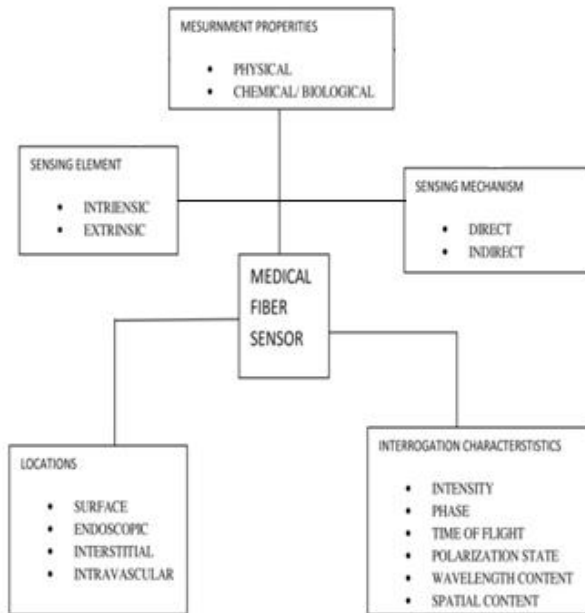 MESURNMENT PROPERITIES
• PHYSICAL
• CHEMICAL/ BIOLOGICAL
SENSING ELEMENT
• INTRIENSIC
• EXTRINSIC
SENSING MECHANISM
• DIRECT
• INDIRECT
MEDICAL
FIBER
SENSOR
LOCATIONS
• SURFACE
• ENDOSCOPIC
• INTERSTITIAL
• INTRAVASCULAR
INTERROGATION CHARACTERSTISTICS
• INTENSITY
• PHASE
• TIME OF FLIGHT
• POLARIZATION STATE
• WAVELENGTH CONTENT
• SPATIAL CONTENT